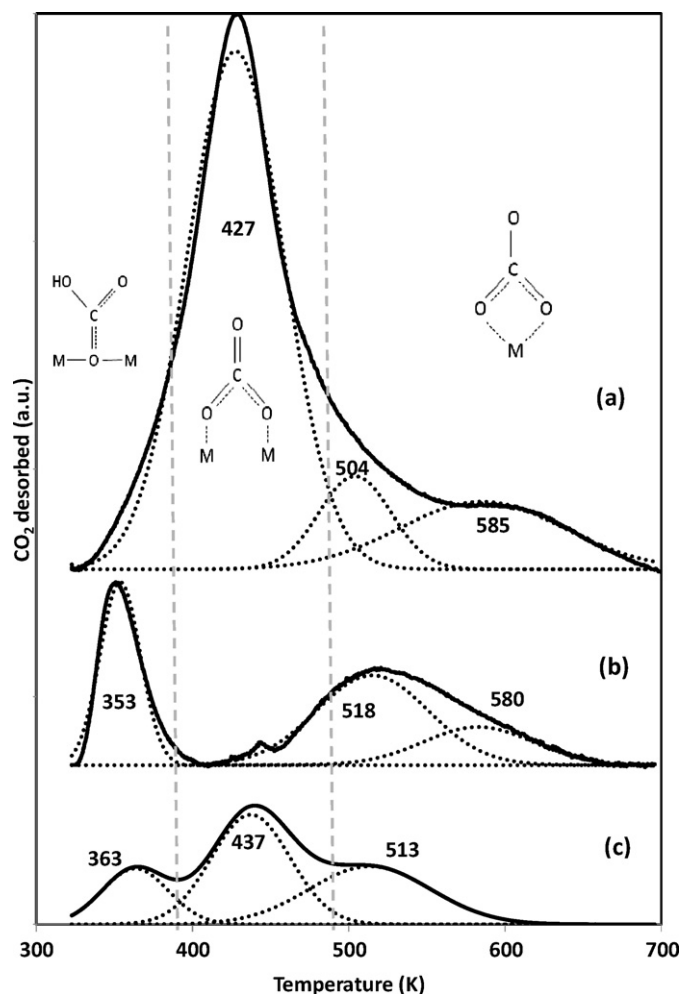 427
O
HO O
C
M O M
O
C
O O
M M
O
C
O O
M
(a)
504
585
353
518
580
(b)
363
437
513
(c)
CO₂ desorbed (a.u.)
300 400 500 600 700
Temperature (K)